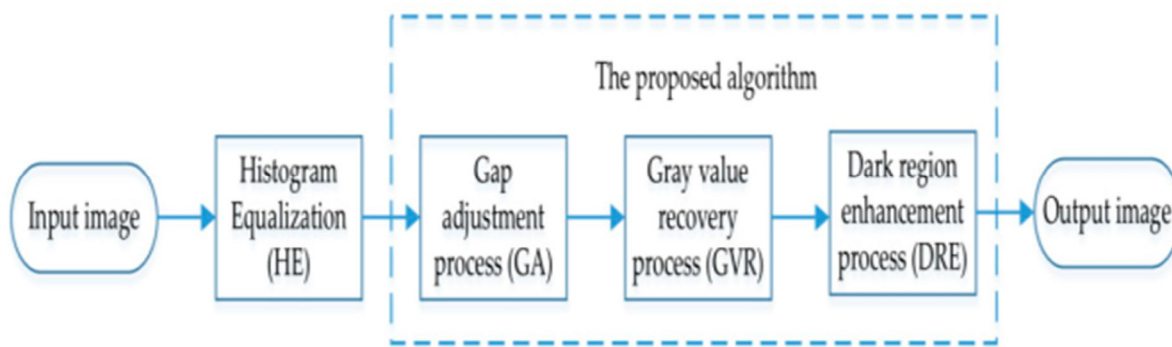 The proposed algorithm
Input image
Histogram
Equalization
(HE)
Gap
adjustment
process (GA)
Gray value
recovery
process (GVR)
Dark region
enhancement
process (DRE)
Output image